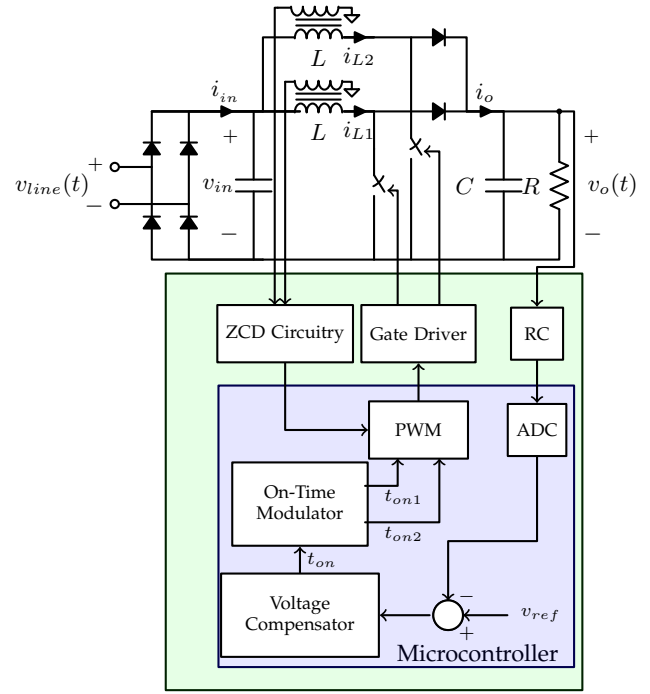 L
i_{L2}
i_{in}
L
i_{L1}
i_o
+
+
+
v_{line}(t)
v_{in}
C
R
v_o(t)
−
−
−
ZCD Circuitry
Gate Driver
RC
PWM
ADC
On-Time
Modulator
t_{on1}
t_{on2}
t_{on}
Voltage
Compensator
−
v_{ref}
+
Microcontroller